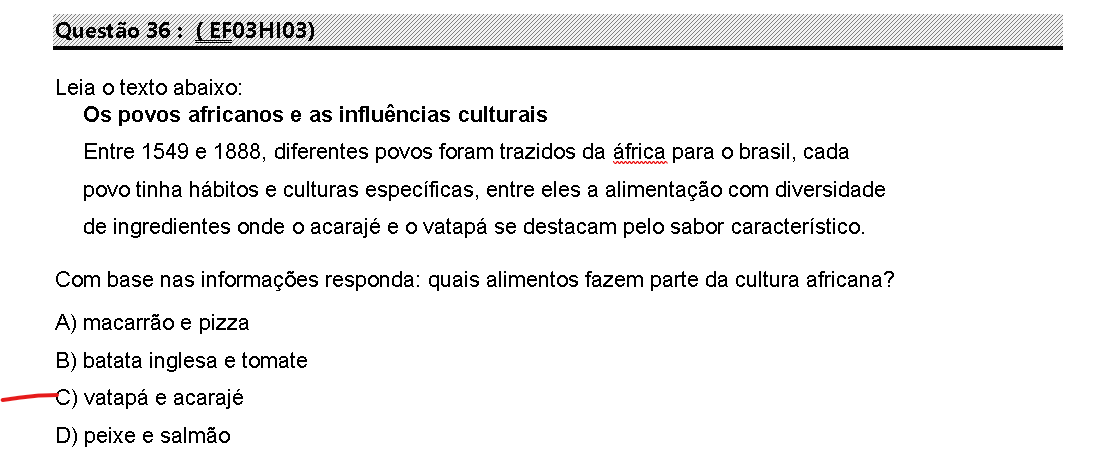 Questão 36 : ( EF03HI03)
Leia o texto abaixo:
Os povos africanos e as influências culturais
Entre 1549 e 1888, diferentes povos foram trazidos da áfrica para o brasil, cada
povo tinha hábitos e culturas específicas, entre eles a alimentação com diversidade
de ingredientes onde o acarajé e o vatapá se destacam pelo sabor característico.
Com base nas informações responda: quais alimentos fazem parte da cultura africana?
A) macarrão e pizza
B) batata inglesa e tomate
C) vatapá e acarajé
D) peixe e salmão